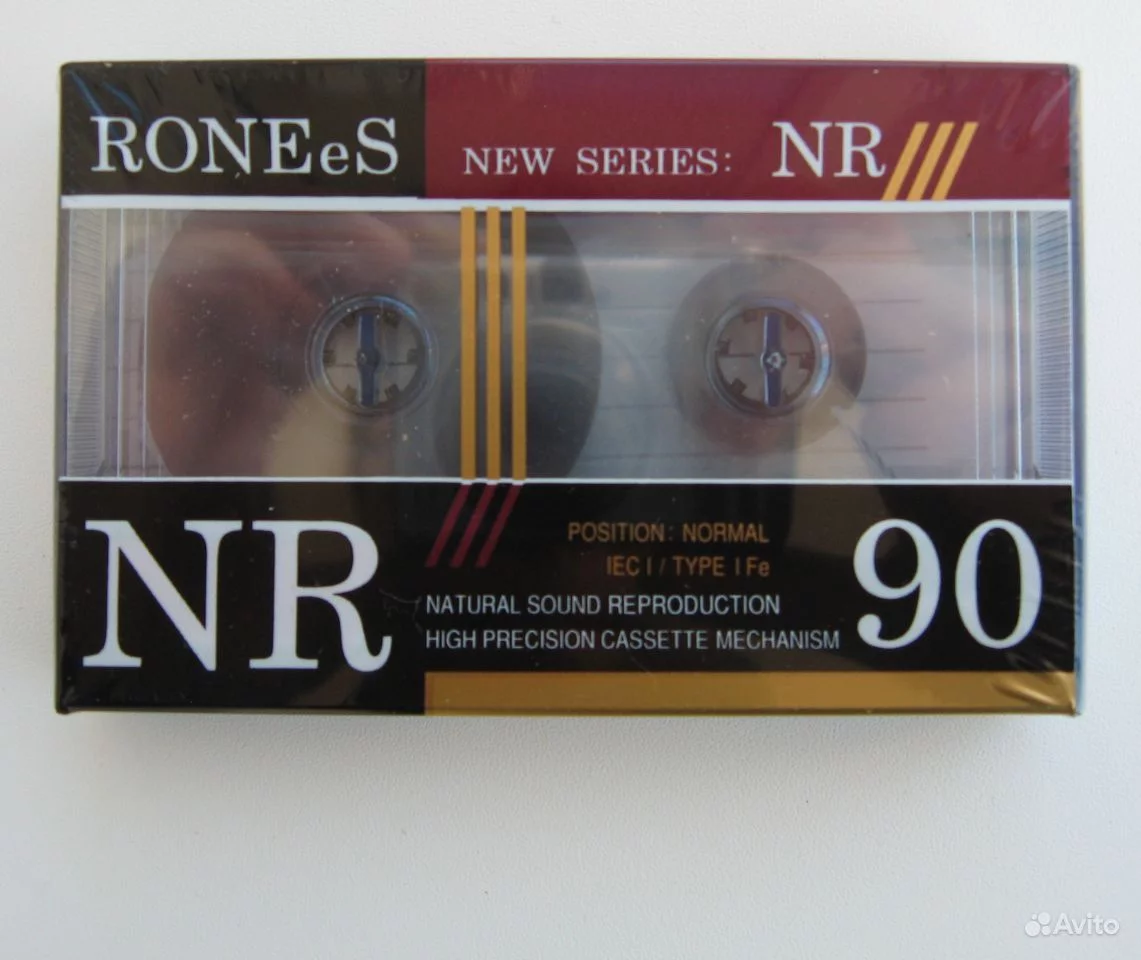 RONEeS
NEW SERIES: NR
NR
POSITION: NORMAL
IEC I / TYPE I Fe
NATURAL SOUND REPRODUCTION
HIGH PRECISION CASSETTE MECHANISM
90
Avito